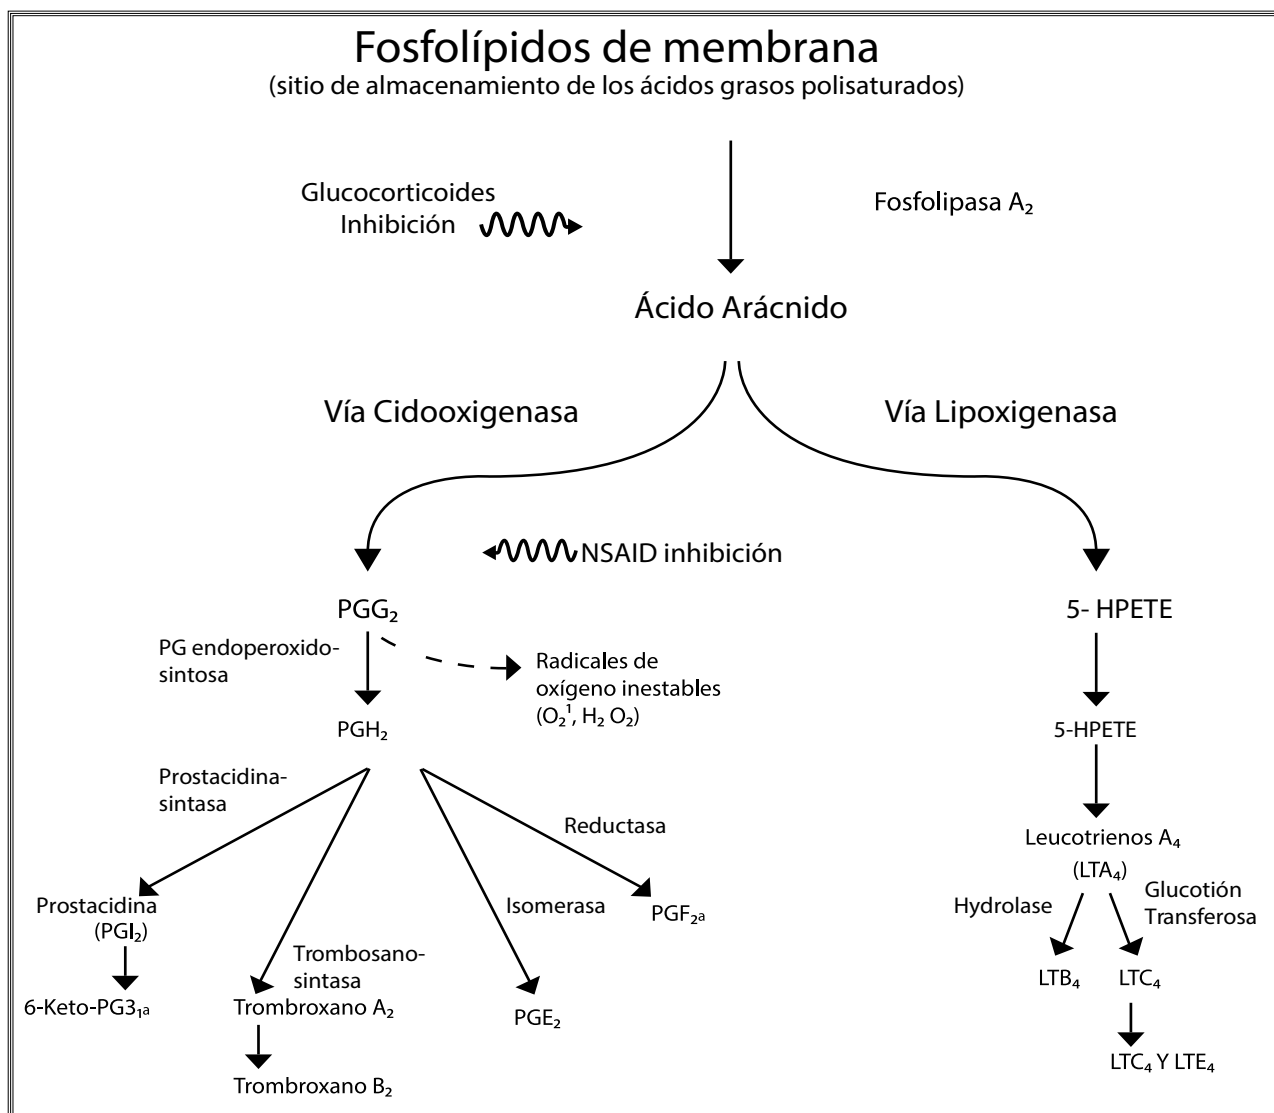 Fosfolípidos de membrana
(sitio de almacenamiento de los ácidos grasos polisaturados)
Glucocorticoides
Inhibición
Fosfolipasa A₂
Ácido Arácnido
Vía Cidooxigenasa
Vía Lipoxigenasa
NSAID inhibición
PGG₂
5- HPETE
PG endoperoxido-
sintosa
Radicales de
oxígeno inestables
(O₂¹, H₂ O₂)
PGH₂
5-HPETE
Prostacidina-
sintasa
Reductasa
Leucotrienos A₄
(LTA₄)
Prostacidina
(PGI₂)
Isomerasa
PGF₂ᵃ
Hydrolase
Glucotión
Transferosa
Trombosano-
sintasa
LTB₄
LTC₄
6-Keto-PG3₁ᵃ
Trombroxano A₂
PGE₂
LTC₄ Y LTE₄
Trombroxano B₂